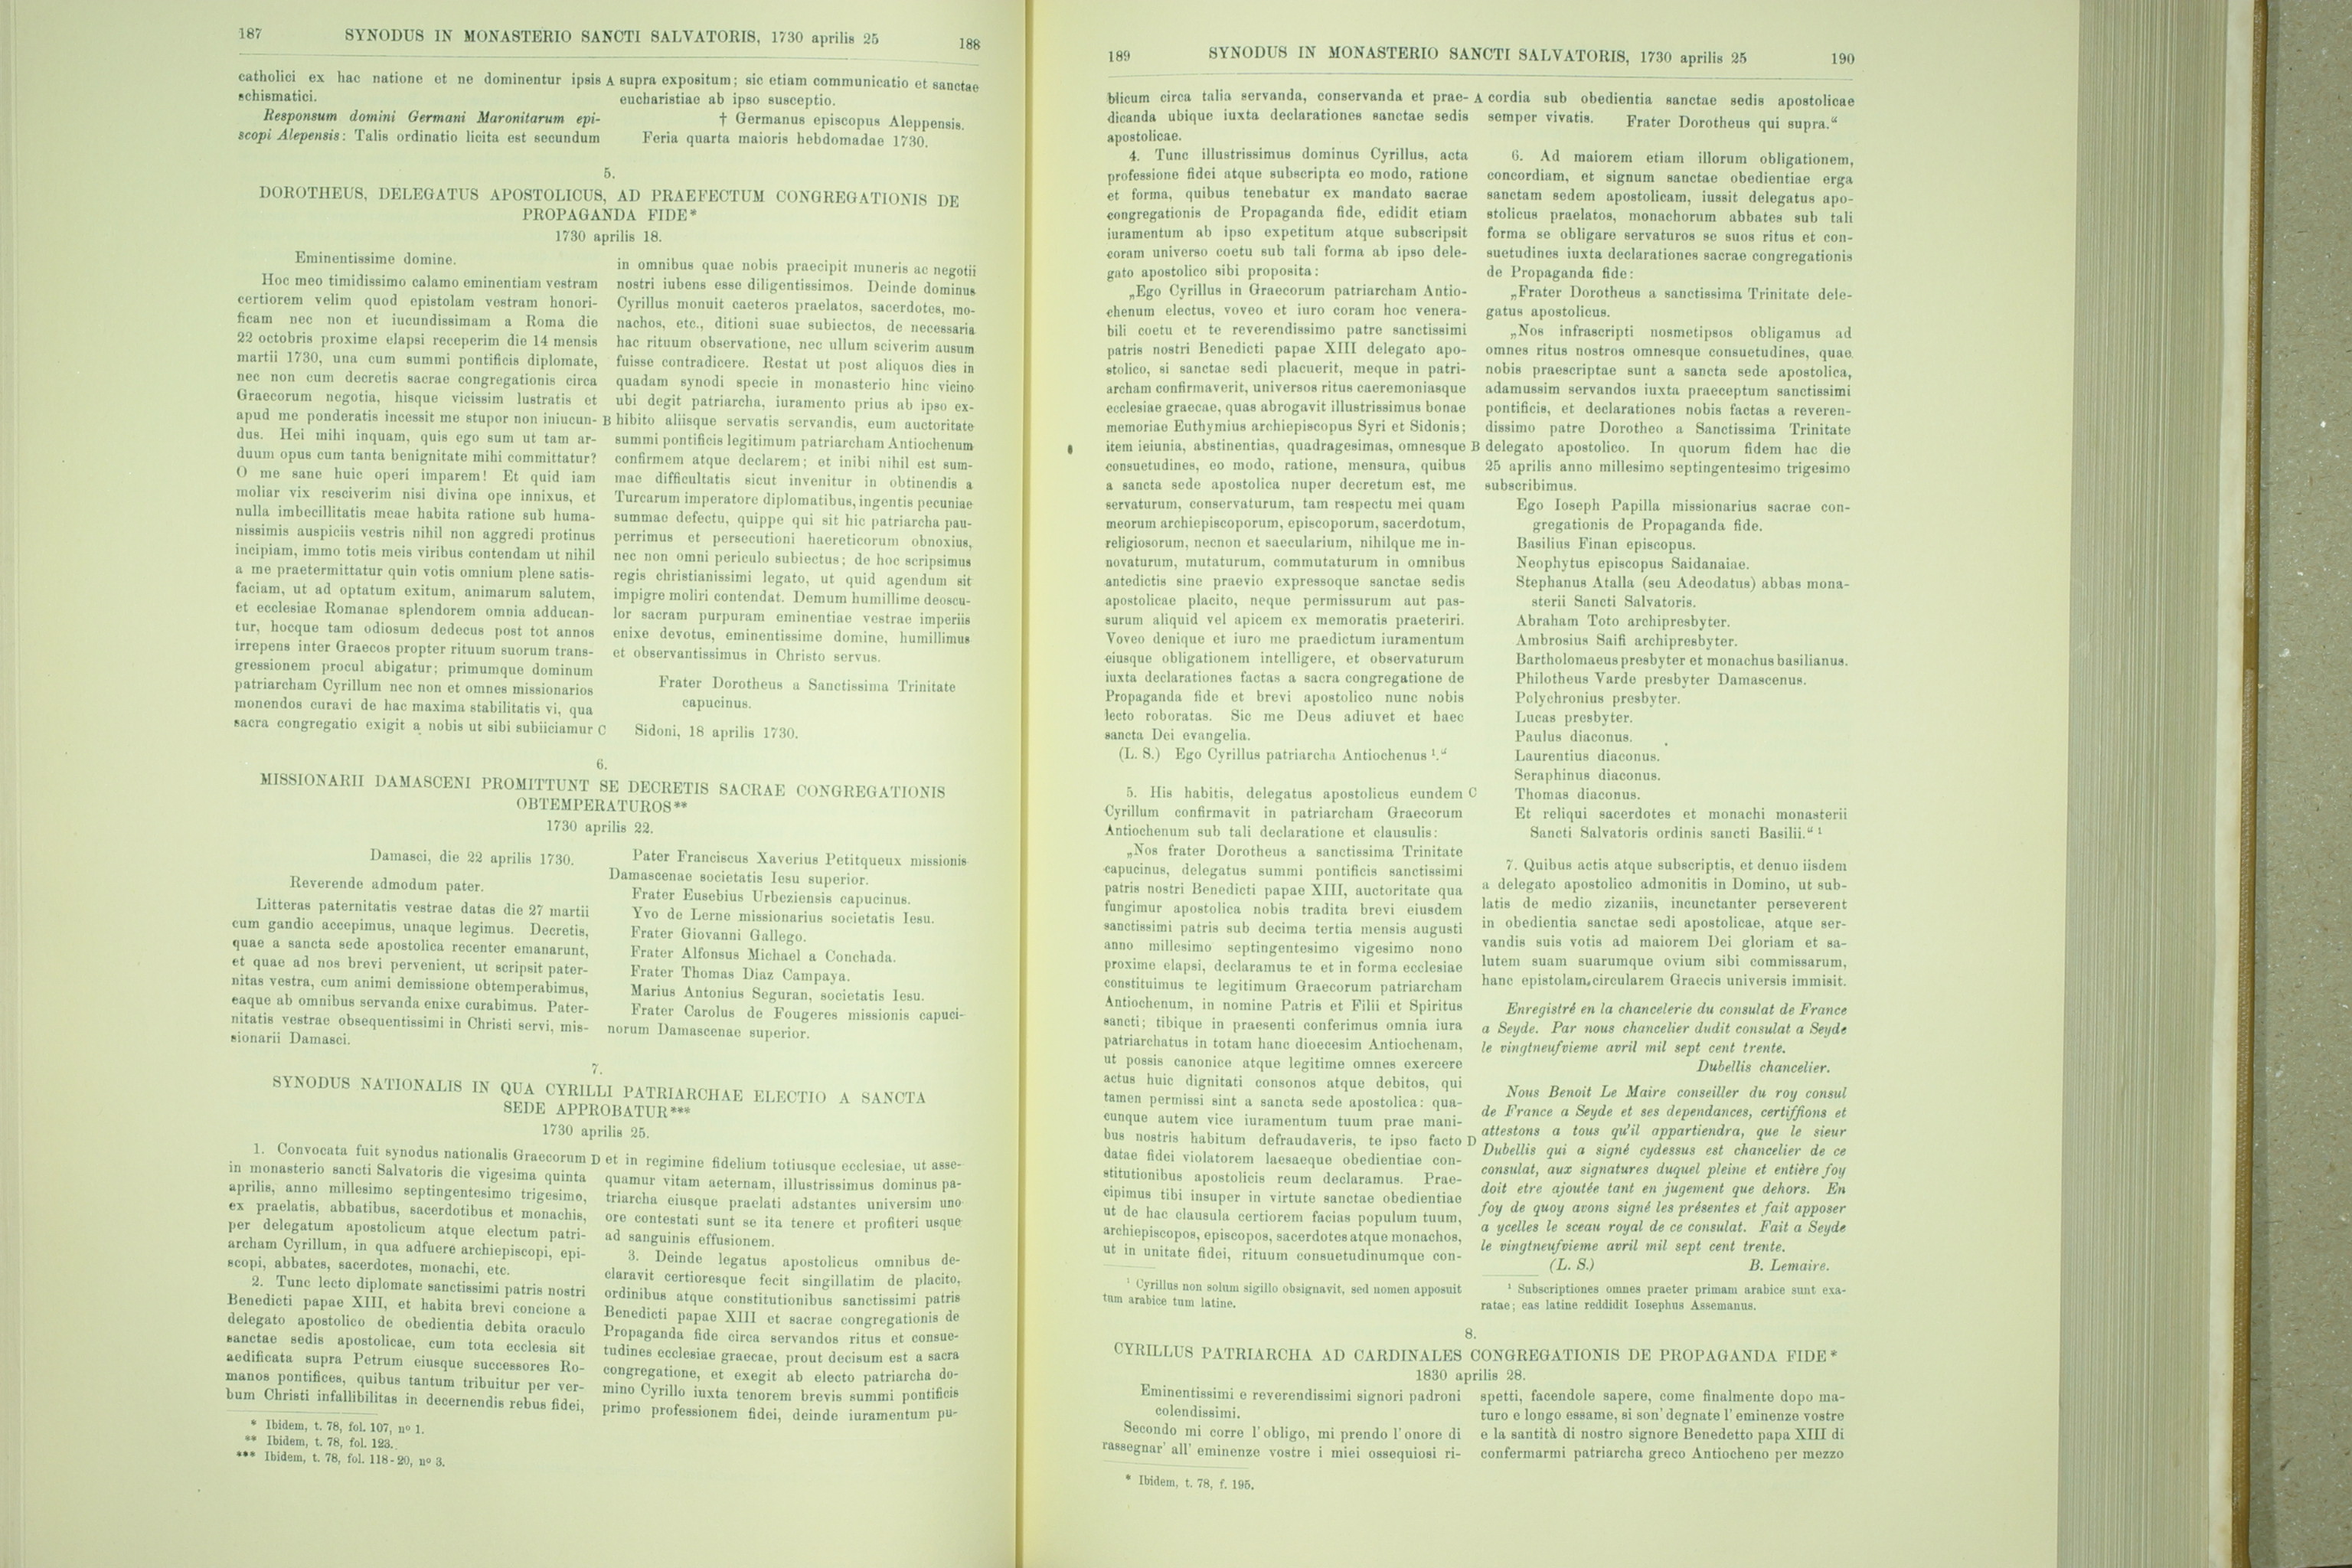 187
SYNODUS IN MONASTERIO SANCTI SALVATORIS, 1730 aprilis 25
188
catholici ex hac natione et ne dominentur ipsis
schismatici.
Responsum domini Germani Maronitarum epi-
scopi Alepensis: Talis ordinatio licita est secundum
A
supra expositum; sic etiam communicatio et sanctae
eucharistiae ab ipso susceptio.
† Germanus episcopus Aleppensis.
Feria quarta maioris hebdomadae 1730.
5.
DOROTHEUS, DELEGATUS APOSTOLICUS, AD PRAEFECTUM CONGREGATIONIS DE
PROPAGANDA FIDE*
1730 aprilis 18.
Eminentissime domine.
Hoc meo timidissimo calamo eminentiam vestram
certiorem velim quod epistolam vestram honori-
ficam nec non et iucundissimam a Roma die
22 octobris proxime elapsi receperim die 14 mensis
martii 1730, una cum summi pontificis diplomate,
nec non cum decretis sacrae congregationis circa
Graecorum negotia, hisque vicissim lustratis et
apud me ponderatis incessit me stupor non iniucun-
dus. Hei mihi inquam, quis ego sum ut tam ar-
duum opus cum tanta benignitate mihi committatur?
O me sane huic operi imparem! Et quid iam
moliar vix resciverim nisi divina ope innixus, et
nulla imbecillitatis meae habita ratione sub huma-
nissimis auspiciis vestris nihil non aggredi protinus
incipiam, immo totis meis viribus contendam ut nihil
a me praetermittatur quin votis omnium plene satis-
faciam, ut ad optatum exitum, animarum salutem,
et ecclesiae Romanae splendorem omnia adducan-
tur, hocque tam odiosum dedecus post tot annos
irrepens inter Graecos propter rituum suorum trans-
gressionem procul abigatur; primumque dominum
patriarcham Cyrillum nec non et omnes missionarios
monendos curavi de hac maxima stabilitatis vi, qua
sacra congregatio exigit a nobis ut sibi subiiciamur
B
C
in omnibus quae nobis praecipit muneris ac negotii
nostri iubens esse diligentissimos. Deinde dominus
Cyrillus monuit caeteros praelatos, sacerdotes, mo-
nachos, etc., ditioni suae subiectos, de necessaria
hac rituum observatione, nec ullum sciverim ausum
fuisse contradicere. Restat ut post aliquos dies in
quadam synodi specie in monasterio hinc vicino
ubi degit patriarcha, iuramento prius ab ipso ex-
hibito aliisque servatis servandis, eum auctoritate
summi pontificis legitimum patriarcham Antiochenum
confirmem atque declarem; et inibi nihil est sum-
mae difficultatis sicut invenitur in obtinendis a
Turcarum imperatore diplomatibus, ingentis pecuniae
summae defectu, quippe qui sit hic patriarcha pau-
perrimus et persecutioni haereticorum obnoxius,
nec non omni periculo subiectus; de hoc scripsimus
regis christianissimi legato, ut quid agendum sit
impigre moliri contendat. Demum humillime deoscu-
lor sacram purpuram eminentiae vestrae imperiis
enixe devotus, eminentissime domine, humillimus
et observantissimus in Christo servus.
Frater Dorotheus a Sanctissima Trinitate
capucinus.
Sidoni, 18 aprilis 1730.
6.
MISSIONARII DAMASCENI PROMITTUNT SE DECRETIS SACRAE CONGREGATIONIS
OBTEMPERATUROS**
1730 aprilis 22.
Damasci, die 22 aprilis 1730.
Reverende admodum pater.
Litteras paternitatis vestrae datas die 27 martii
cum gandio accepimus, unaque legimus. Decretis,
quae a sancta sede apostolica recenter emanarunt,
et quae ad nos brevi pervenient, ut scripsit pater-
nitas vestra, cum animi demissione obtemperabimus,
eaque ab omnibus servanda enixe curabimus. Pater-
nitatis vestrae obsequentissimi in Christi servi, mis-
sionarii Damasci.
Pater Franciscus Xaverius Petitqueux missionis
Damascenae societatis Iesu superior.
Frater Eusebius Urbeziensis capucinus.
Yvo de Lerne missionarius societatis Iesu.
Frater Giovanni Gallego.
Frater Alfonsus Michael a Conchada.
Frater Thomas Diaz Campaya.
Marius Antonius Seguran, societatis Iesu.
Frater Carolus de Fougeres missionis capuci-
norum Damascenae superior.
7.
SYNODUS NATIONALIS IN QUA CYRILLI PATRIARCHAE ELECTIO A SANCTA
SEDE APPROBATUR***
1730 aprilis 25.
1. Convocata fuit synodus nationalis Graecorum
in monasterio sancti Salvatoris die vigesima quinta
aprilis, anno millesimo septingentesimo trigesimo,
ex praelatis, abbatibus, sacerdotibus et monachis,
per delegatum apostolicum atque electum patri-
archam Cyrillum, in qua adfuere archiepiscopi, epi-
scopi, abbates, sacerdotes, monachi, etc.
2. Tunc lecto diplomate sanctissimi patris nostri
Benedicti papae XIII, et habita brevi concione a
delegato apostolico de obedientia debita oraculo
sanctae sedis apostolicae, cum tota ecclesia sit
aedificata supra Petrum eiusque successores Ro-
manos pontifices, quibus tantum tribuitur per ver-
bum Christi infallibilitas in decernendis rebus fidei,
D
et in regimine fidelium totiusque ecclesiae, ut asse-
quamur vitam aeternam, illustrissimus dominus pa-
triarcha eiusque praelati adstantes universim uno
ore contestati sunt se ita tenere et profiteri usque
ad sanguinis effusionem.
3. Deinde legatus apostolicus omnibus de-
claravit certioresque fecit singillatim de placito,
ordinibus atque constitutionibus sanctissimi patris
Benedicti papae XIII et sacrae congregationis de
Propaganda fide circa servandos ritus et consue-
tudines ecclesiae graecae, prout decisum est a sacra
congregatione, et exegit ab electo patriarcha do-
mino Cyrillo iuxta tenorem brevis summi pontificis
primo professionem fidei, deinde iuramentum pu-
* Ibidem, t. 78, fol. 107, nº 1.
** Ibidem, t. 78, fol. 123.
*** Ibidem, t. 78, fol. 118-20, nº 3.
189
SYNODUS IN MONASTERIO SANCTI SALVATORIS, 1730 aprilis 25
190
blicum circa talia servanda, conservanda et prae-
dicanda ubique iuxta declarationes sanctae sedis
apostolicae.
4. Tunc illustrissimus dominus Cyrillus, acta
professione fidei atque subscripta eo modo, ratione
et forma, quibus tenebatur ex mandato sacrae
congregationis de Propaganda fide, edidit etiam
iuramentum ab ipso expetitum atque subscripsit
coram universo coetu sub tali forma ab ipso dele-
gato apostolico sibi proposita:
„Ego Cyrillus in Graecorum patriarcham Antio-
chenum electus, voveo et iuro coram hoc venera-
bili coetu et te reverendissimo patre sanctissimi
patris nostri Benedicti papae XIII delegato apo-
stolico, si sanctae sedi placuerit, meque in patri-
archam confirmaverit, universos ritus caeremoniasque
ecclesiae graecae, quas abrogavit illustrissimus bonae
memoriae Euthymius archiepiscopus Syri et Sidonis;
item ieiunia, abstinentias, quadragesimas, omnesque
consuetudines, eo modo, ratione, mensura, quibus
a sancta sede apostolica nuper decretum est, me
servaturum, conservaturum, tam respectu mei quam
meorum archiepiscoporum, episcoporum, sacerdotum,
religiosorum, necnon et saecularium, nihilque me in-
novaturum, mutaturum, commutaturum in omnibus
antedictis sine praevio expressoque sanctae sedis
apostolicae placito, neque permissurum aut pas-
surum aliquid vel apicem ex memoratis praeteriri.
Voveo denique et iuro me praedictum iuramentum
eiusque obligationem intelligere, et observaturum
iuxta declarationes factas a sacra congregatione de
Propaganda fide et brevi apostolico nunc nobis
lecto roboratas. Sic me Deus adiuvet et haec
sancta Dei evangelia.
(L. S.) Ego Cyrillus patriarcha Antiochenus ¹.“
5. His habitis, delegatus apostolicus eundem
Cyrillum confirmavit in patriarcham Graecorum
Antiochenum sub tali declaratione et clausulis:
„Nos frater Dorotheus a sanctissima Trinitate
capucinus, delegatus summi pontificis sanctissimi
patris nostri Benedicti papae XIII, auctoritate qua
fungimur apostolica nobis tradita brevi eiusdem
sanctissimi patris sub decima tertia mensis augusti
anno millesimo septingentesimo vigesimo nono
proxime elapsi, declaramus te et in forma ecclesiae
constituimus te legitimum Graecorum patriarcham
Antiochenum, in nomine Patris et Filii et Spiritus
sancti; tibique in praesenti conferimus omnia iura
patriarchatus in totam hanc dioecesim Antiochenam,
ut possis canonice atque legitime omnes exercere
actus huic dignitati consonos atque debitos, qui
tamen permissi sint a sancta sede apostolica: qua-
cunque autem vice iuramentum tuum prae mani-
bus nostris habitum defraudaveris, te ipso facto
datae fidei violatorem laesaeque obedientiae con-
stitutionibus apostolicis reum declaramus. Prae-
cipimus tibi insuper in virtute sanctae obedientiae
ut de hac clausula certiorem facias populum tuum,
archiepiscopos, episcopos, sacerdotes atque monachos,
ut in unitate fidei, rituum consuetudinumque con-
¹ Cyrillus non solum sigillo obsignavit, sed nomen apposuit
tum arabice tum latine.
A
B
C
D
cordia sub obedientia sanctae sedis apostolicae
semper vivatis. Frater Dorotheus qui supra.“
6. Ad maiorem etiam illorum obligationem,
concordiam, et signum sanctae obedientiae erga
sanctam sedem apostolicam, iussit delegatus apo-
stolicus praelatos, monachorum abbates sub tali
forma se obligare servaturos se suos ritus et con-
suetudines iuxta declarationes sacrae congregationis
de Propaganda fide:
„Frater Dorotheus a sanctissima Trinitate dele-
gatus apostolicus.
„Nos infrascripti nosmetipsos obligamus ad
omnes ritus nostros omnesque consuetudines, quae
nobis praescriptae sunt a sancta sede apostolica,
adamussim servandos iuxta praeceptum sanctissimi
pontificis, et declarationes nobis factas a reveren-
dissimo patre Dorotheo a Sanctissima Trinitate
delegato apostolico. In quorum fidem hac die
25 aprilis anno millesimo septingentesimo trigesimo
subscribimus.
Ego Ioseph Papilla missionarius sacrae con-
gregationis de Propaganda fide.
Basilius Finan episcopus.
Neophytus episcopus Saidanaiae.
Stephanus Atalla (seu Adeodatus) abbas mona-
sterii Sancti Salvatoris.
Abraham Toto archipresbyter.
Ambrosius Saifi archipresbyter.
Bartholomaeus presbyter et monachus basilianus.
Philotheus Varde presbyter Damascenus.
Polychronius presbyter.
Lucas presbyter.
Paulus diaconus.
Laurentius diaconus.
Seraphinus diaconus.
Thomas diaconus.
Et reliqui sacerdotes et monachi monasterii
Sancti Salvatoris ordinis sancti Basilii.“ ¹
7. Quibus actis atque subscriptis, et denuo iisdem
a delegato apostolico admonitis in Domino, ut sub-
latis de medio zizaniis, incunctanter perseverent
in obedientia sanctae sedi apostolicae, atque ser-
vandis suis votis ad maiorem Dei gloriam et sa-
lutem suam suarumque ovium sibi commissarum,
hanc epistolam circularem Graecis universis immisit.
Enregistré en la chancelerie du consulat de France
a Seyde. Par nous chancelier dudit consulat a Seyde
le vingtneufvieme avril mil sept cent trente.
Dubellis chancelier.
Nous Benoit Le Maire conseiller du roy consul
de France a Seyde et ses dependances, certiffions et
attestons a tous qu'il appartiendra, que le sieur
Dubellis qui a signé cydessus est chancelier de ce
consulat, aux signatures duquel pleine et entière foy
doit etre ajoutée tant en jugement que dehors. En
foy de quoy avons signé les présentes et fait apposer
a ycelles le sceau royal de ce consulat. Fait a Seyde
le vingtneufvieme avril mil sept cent trente.
(L. S.) B. Lemaire.
¹ Subscriptiones omnes praeter primam arabice sunt exa-
ratae; eas latine reddidit Iosephus Assemanus.
8.
CYRILLUS PATRIARCHA AD CARDINALES CONGREGATIONIS DE PROPAGANDA FIDE*
1830 aprilis 28.
Eminentissimi e reverendissimi signori padroni
colendissimi.
Secondo mi corre l'obligo, mi prendo l'onore di
rassegnar' all' eminenze vostre i miei ossequiosi ri-
spetti, facendole sapere, come finalmente dopo ma-
turo e longo essame, si son' degnate l' eminenze vostre
e la santità di nostro signore Benedetto papa XIII di
confermarmi patriarcha greco Antiocheno per mezzo
* Ibidem, t. 78, f. 195.